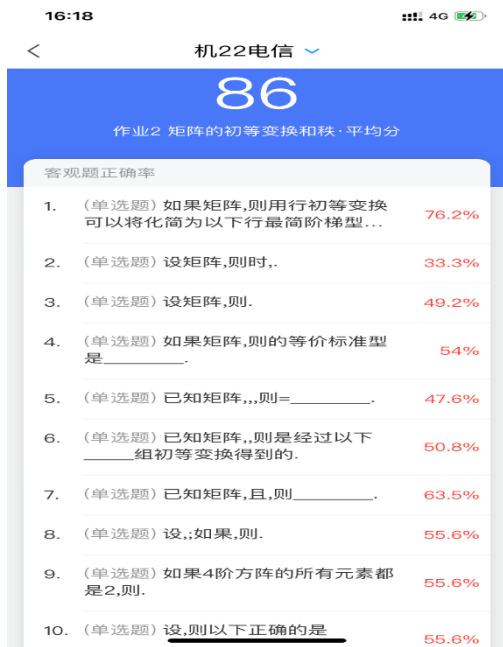 16:18
4G
机22电信
86
作业2 矩阵的初等变换和秩·平均分
客观题正确率
1. (单选题) 如果矩阵,则用行初等变换
可以将化简为以下行最简阶梯型...
76.2%
2. (单选题) 设矩阵,则时,.
33.3%
3. (单选题) 设矩阵,则.
49.2%
4. (单选题) 如果矩阵,则的等价标准型
是_________.
54%
5. (单选题) 已知矩阵,,,则=_________.
47.6%
6. (单选题) 已知矩阵,,则是经过以下
______组初等变换得到的.
50.8%
7. (单选题) 已知矩阵,且,则_________.
63.5%
8. (单选题) 设,;如果,则.
55.6%
9. (单选题) 如果4阶方阵的所有元素都
是2,则.
55.6%
10. (单选题) 设,则以下正确的是
55.6%